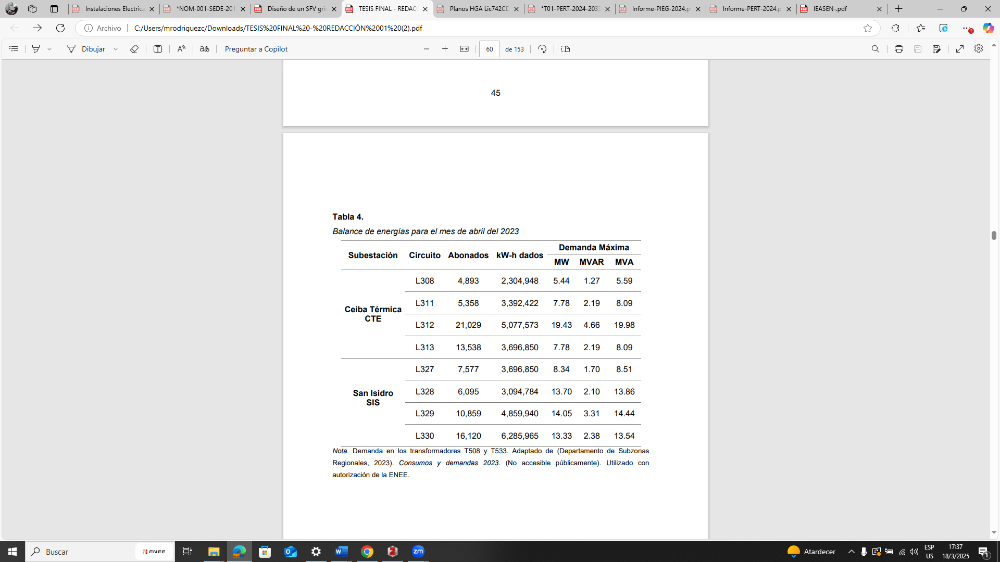 Instalaciones Electrica
*NOM-001-SEDE-201
Diseño de un SFV gri
TESIS FINAL - REDAC
Planos HGA Lic742CD
*T01-PERT-2024-2033
Informe-PIEG-2024.p
Informe-PERT-2024.p
IEASEN-.pdf
Archivo
C:/Users/mrodriguezc/Downloads/TESIS%20FINAL%20-%20REDACCIÓN%2001%20(2).pdf
Dibujar
Preguntar a Copilot
60 de 153
45
Tabla 4.
Balance de energías para el mes de abril del 2023
Subestación Circuito Abonados kW-h dados Demanda Máxima
MW MVAR MVA
Ceiba Térmica
CTE
L308 4,893 2,304,948 5.44 1.27 5.59
L311 5,358 3,392,422 7.78 2.19 8.09
L312 21,029 5,077,573 19.43 4.66 19.98
L313 13,538 3,696,850 7.78 2.19 8.09
San Isidro
SIS
L327 7,577 3,696,850 8.34 1.70 8.51
L328 6,095 3,094,784 13.70 2.10 13.86
L329 10,859 4,859,940 14.05 3.31 14.44
L330 16,120 6,285,965 13.33 2.38 13.54
Nota. Demanda en los transformadores T508 y T533. Adaptado de (Departamento de Subzonas
Regionales, 2023). Consumos y demandas 2023. (No accesible públicamente). Utilizado con
autorización de la ENEE.
Buscar
ENEE
zm
Atardecer
ESP
US
17:37
18/3/2025
1